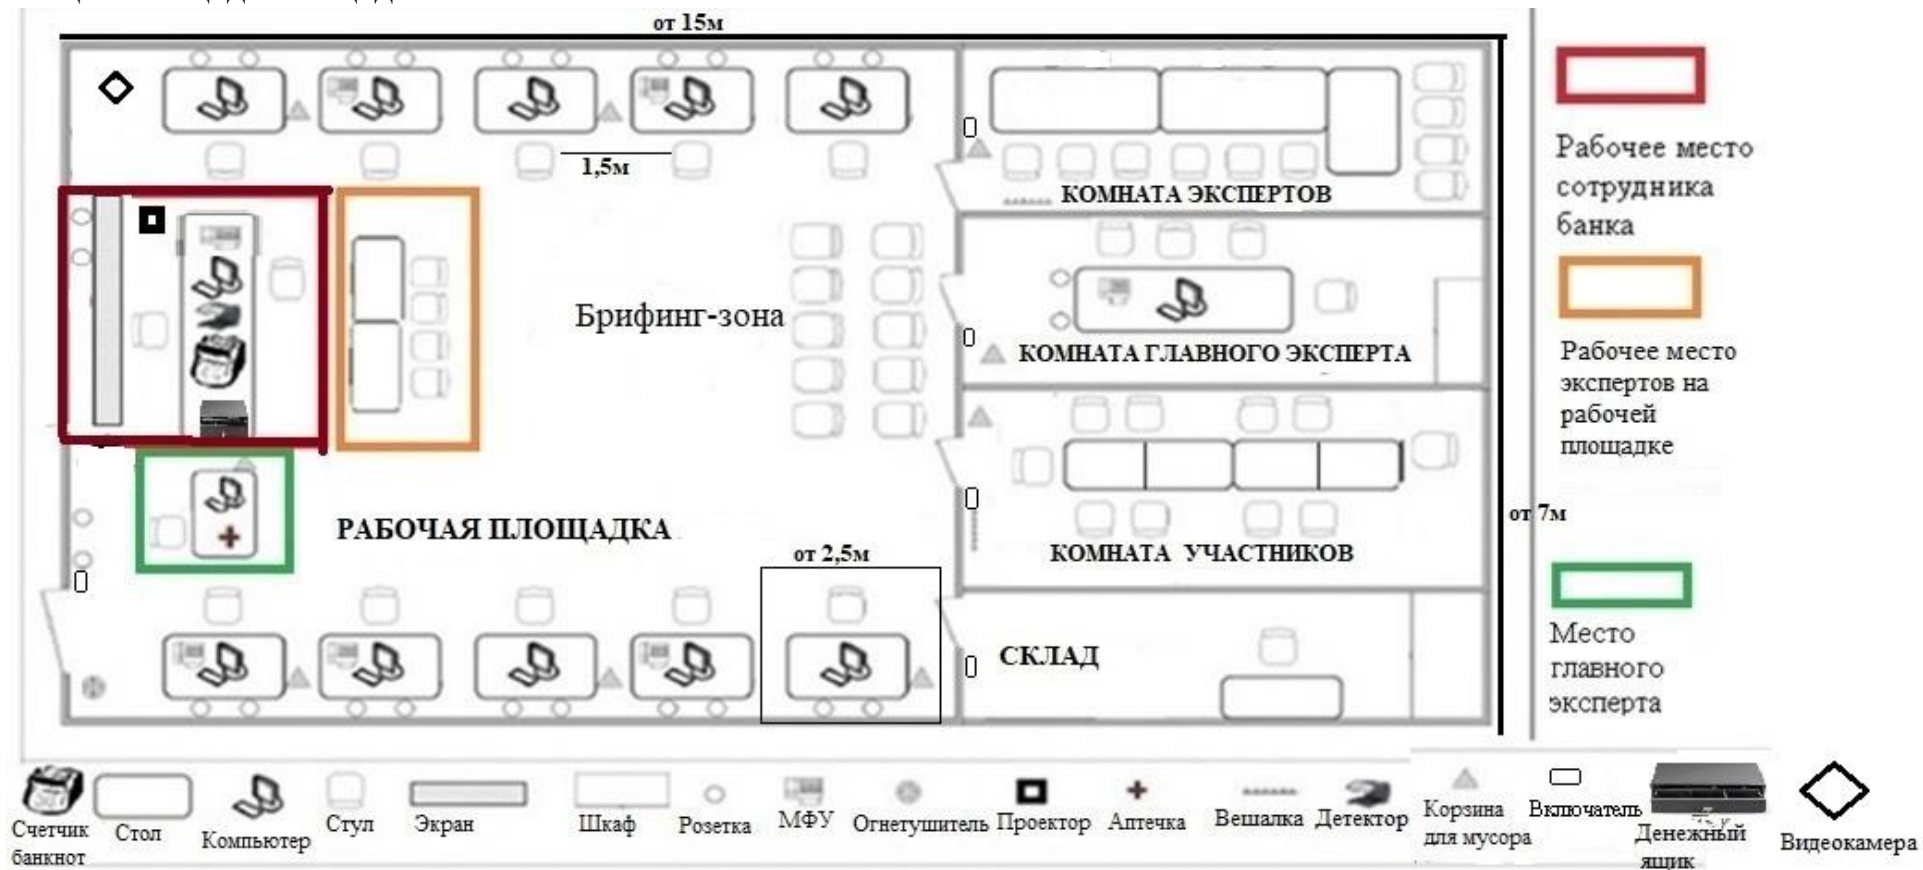 от 15м
1,5м
КОМНАТА ЭКСПЕРТОВ
Брифинг-зона
КОМНАТА ГЛАВНОГО ЭКСПЕРТА
РАБОЧАЯ ПЛОЩАДКА
от 2,5м
КОМНАТА УЧАСТНИКОВ
от 7м
СКЛАД
Рабочее место
сотрудника
банка
Рабочее место
экспертов на
рабочей
площадке
Место
главного
эксперта
Счетчик
банкнот
Стол
Компьютер
Стул
Экран
Шкаф
Розетка
МФУ
Огнетушитель
Проектор
Аптечка
Вешалка
Детектор
Корзина
для мусора
Включатель
Денежный
ящик
Видеокамера